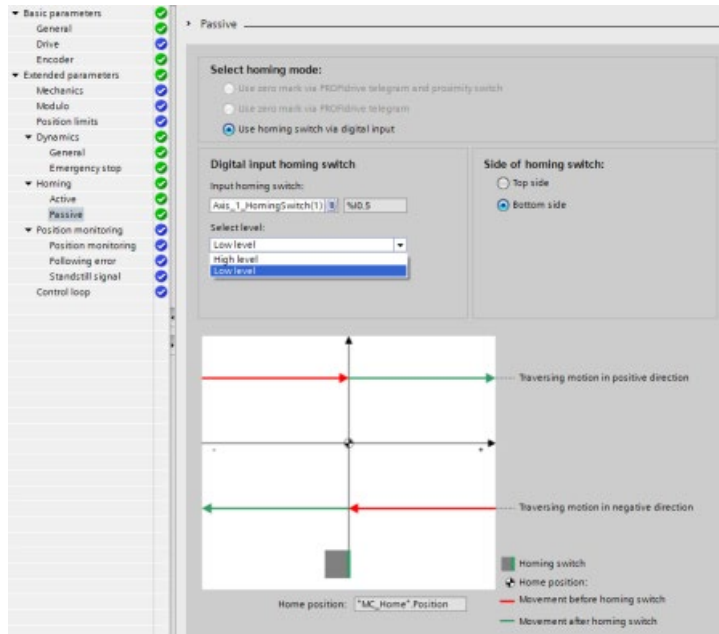 Basic parameters
General
Drive
Encoder
Extended parameters
Mechanics
Modulo
Position limits
Dynamics
General
Emergency stop
Homing
Active
Passive
Position monitoring
Position monitoring
Following error
Standstill signal
Control loop
Passive
Select homing mode:
Use zero mark via PROFIdrive telegram and proximity switch
Use zero mark via PROFIdrive telegram
Use homing switch via digital input
Digital input homing switch
Input homing switch:
Axis_1_HomingSwitch(1) %I0.5
Select level:
Low level
High level
Low level
Side of homing switch:
Top side
Bottom side
Traversing motion in positive direction
- +
Traversing motion in negative direction
Homing switch
Home position:
Movement before homing switch
Movement after homing switch
Home position: "MC_Home".Position